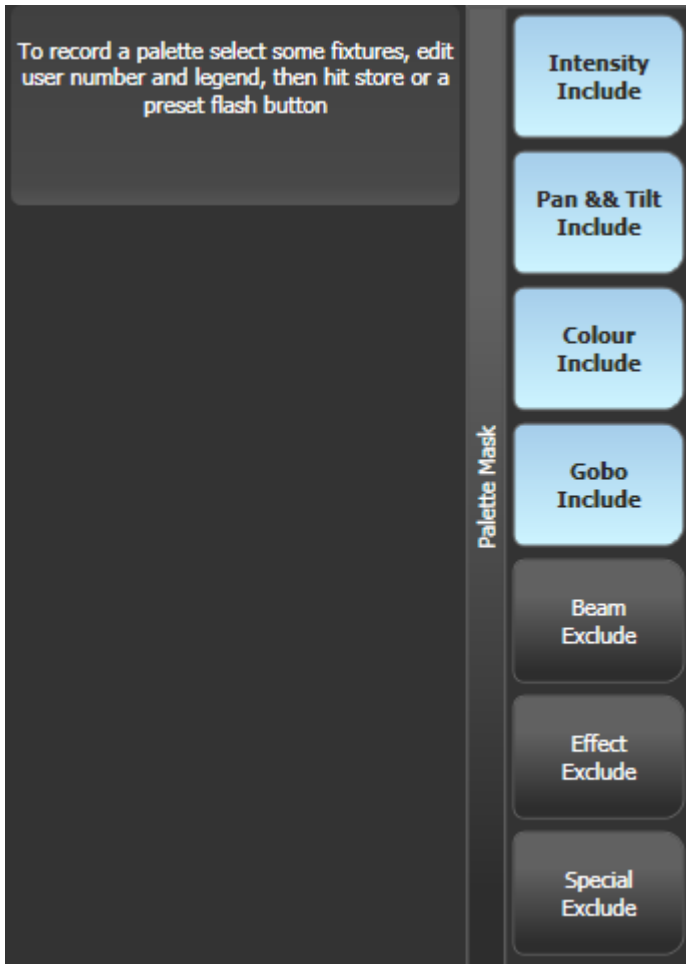 To record a palette select some fixtures, edit
user number and legend, then hit store or a
preset flash button
Palette Mask
Intensity
Include
Pan && Tilt
Include
Colour
Include
Gobo
Include
Beam
Exclude
Effect
Exclude
Special
Exclude